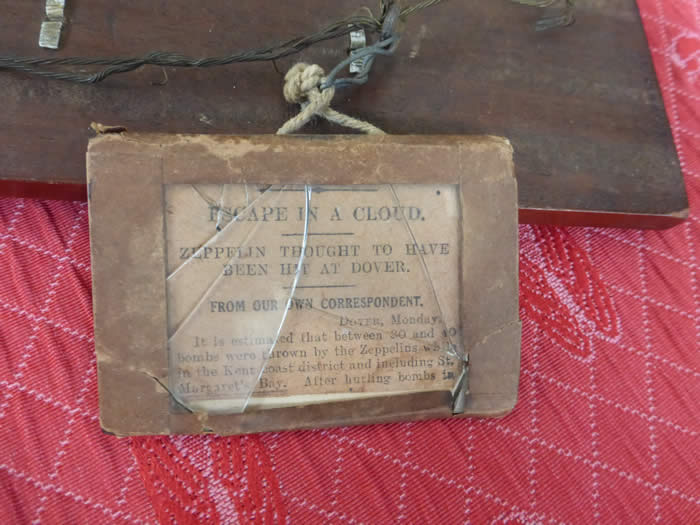 ESCAPE IN A CLOUD.
ZEPPELIN THOUGHT TO HAVE
BEEN HIT AT DOVER.
FROM OUR OWN CORRESPONDENT.
DOVER, Monday.
It is estimated that between 30 and 40
bombs were thrown by the Zeppelins
in the Kent coast district and including St.
Margaret's Bay. After hurling bombs in